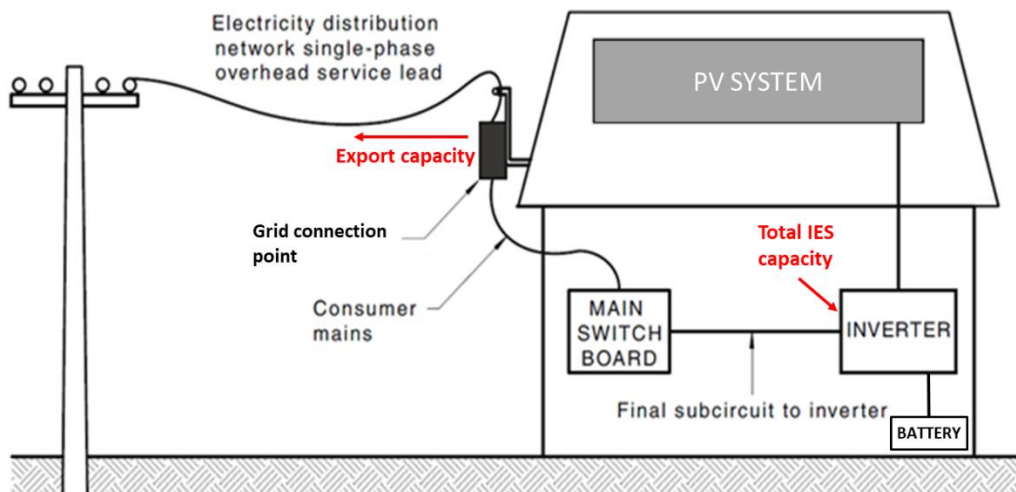 Electricity distribution
network single-phase
overhead service lead
PV SYSTEM
Export capacity
Grid connection
point
Total IES
capacity
Consumer
mains
MAIN
SWITCH
BOARD
INVERTER
Final subcircuit to inverter
BATTERY